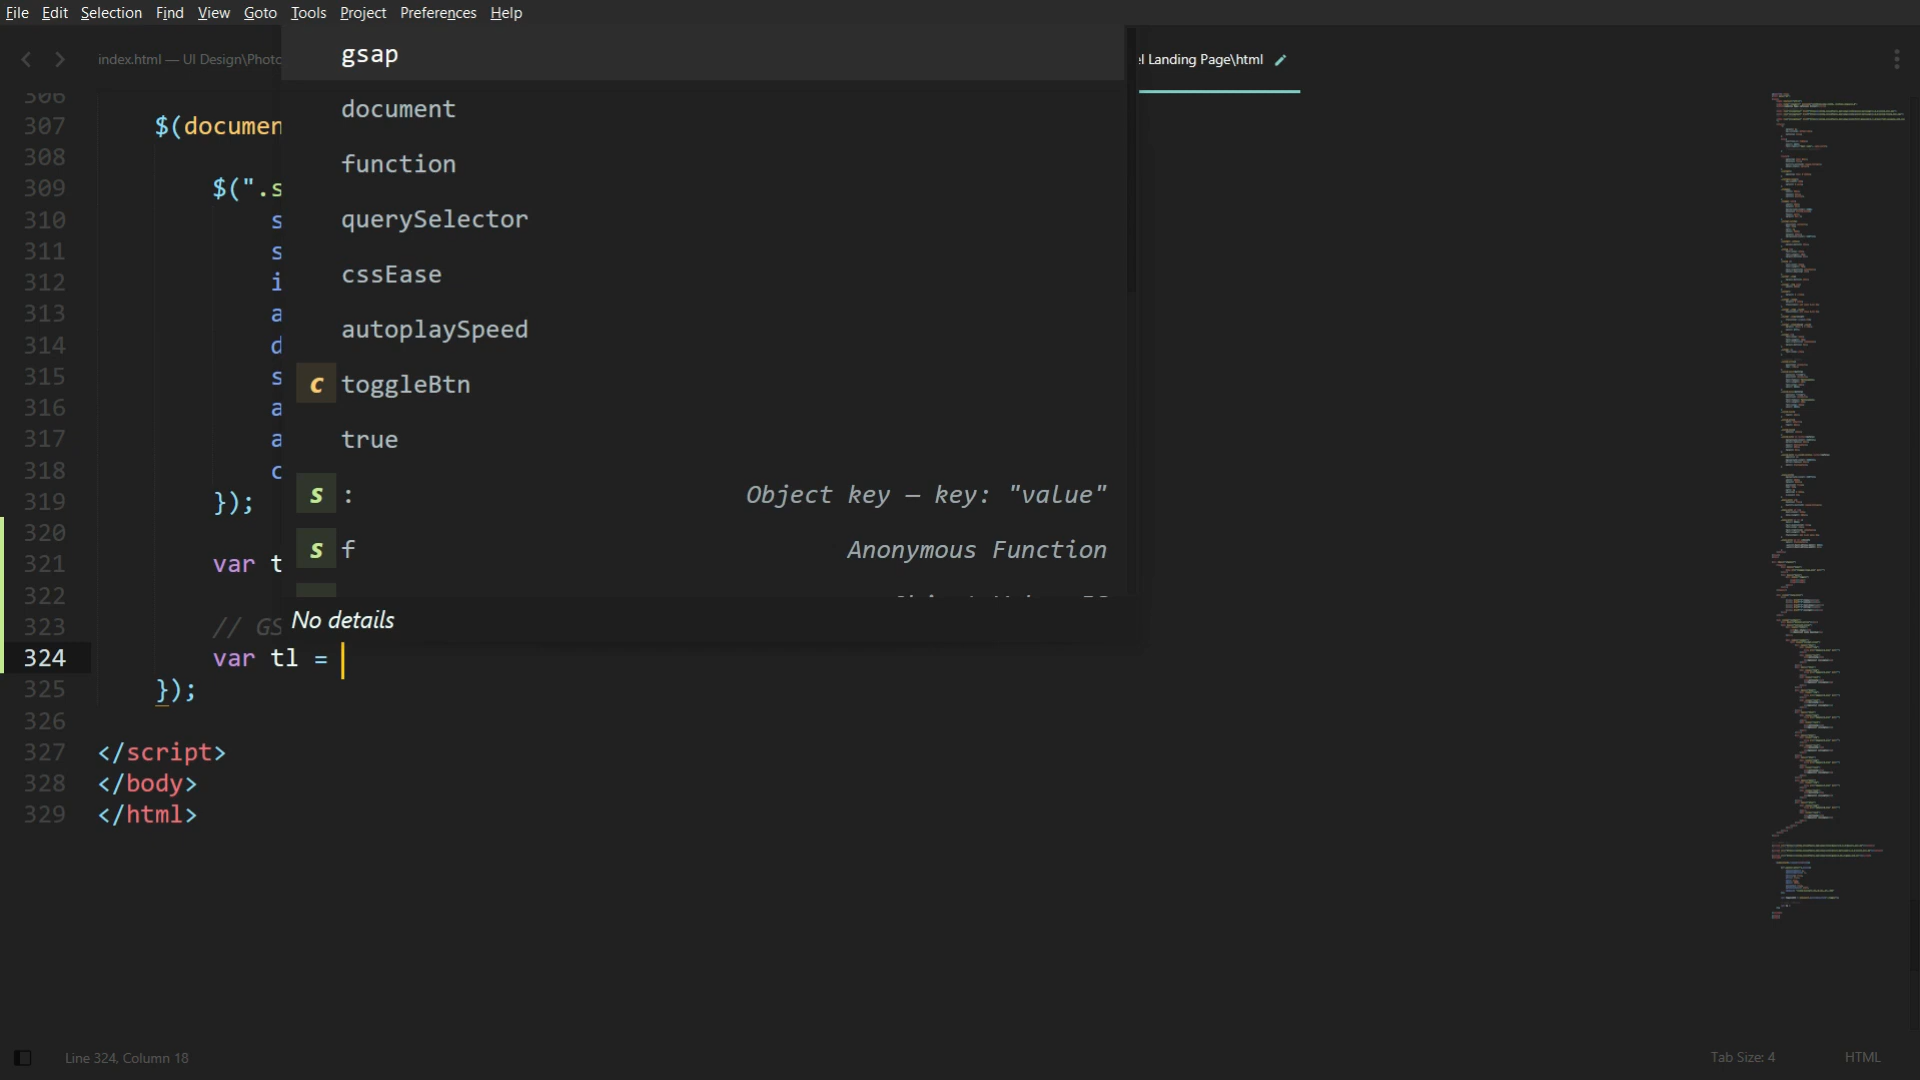 File Edit Selection Find View Goto Tools Project Preferences Help
index.html — UI Design\Photo
el Landing Page\html
gsap
document
function
querySelector
cssEase
autoplaySpeed
c toggleBtn
true
s : Object key — key: "value"
s f Anonymous Function
No details
306
307 $(documen
308
309 $(".s
310 s
311 s
312 i
313 a
314 d
315 s
316 a
317 a
318 c
319 });
320
321 var t
322
323 // GS
324 var tl =
325 });
326
327 </script>
328 </body>
329 </html>
Line 324, Column 18
Tab Size: 4
HTML